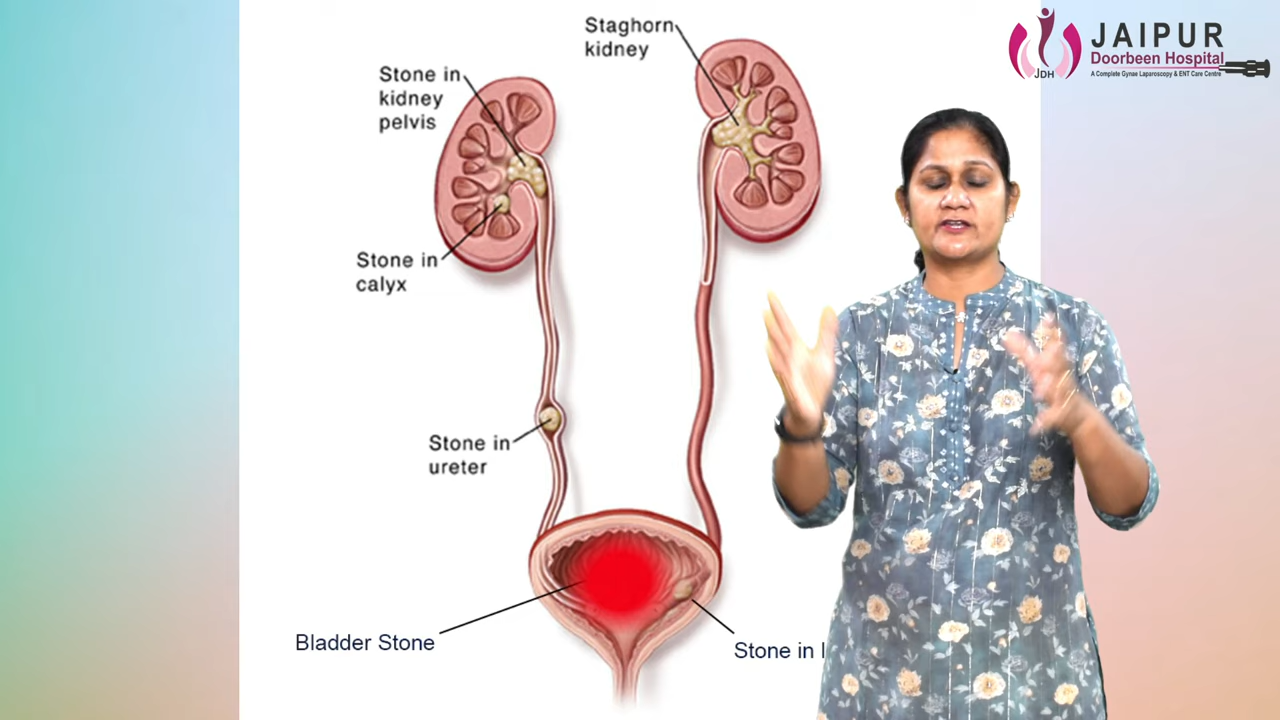 Staghorn
kidney
Stone in
kidney
pelvis
Stone in
calyx
Stone in
ureter
Bladder Stone
Stone in
JAIPUR
Doorbeen Hospital
A Complete Gynae Laparoscopy & ENT Care Centre
JDH